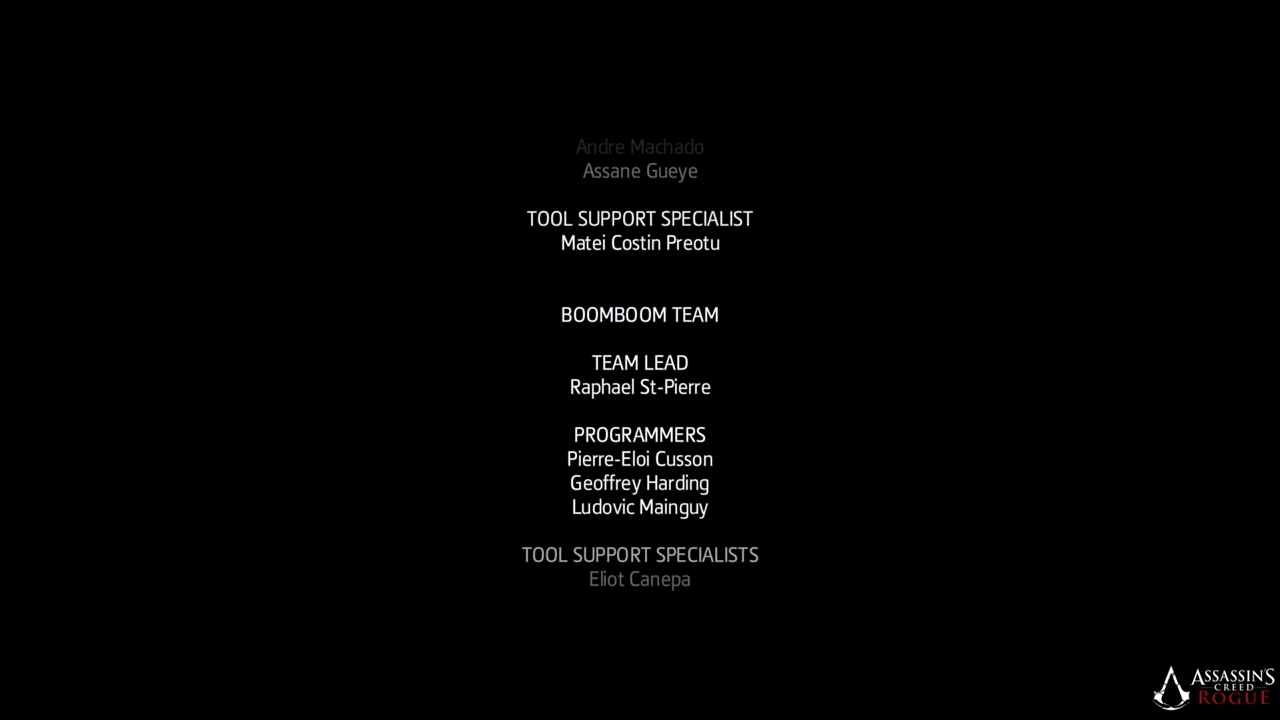 Andre Machado
Assane Gueye
TOOL SUPPORT SPECIALIST
Matei Costin Preotu
BOOMBOOM TEAM
TEAM LEAD
Raphael St-Pierre
PROGRAMMERS
Pierre-Eloi Cusson
Geoffrey Harding
Ludovic Mainguy
TOOL SUPPORT SPECIALISTS
Eliot Canepa
ASSASSIN'S
CREED
ROGUE